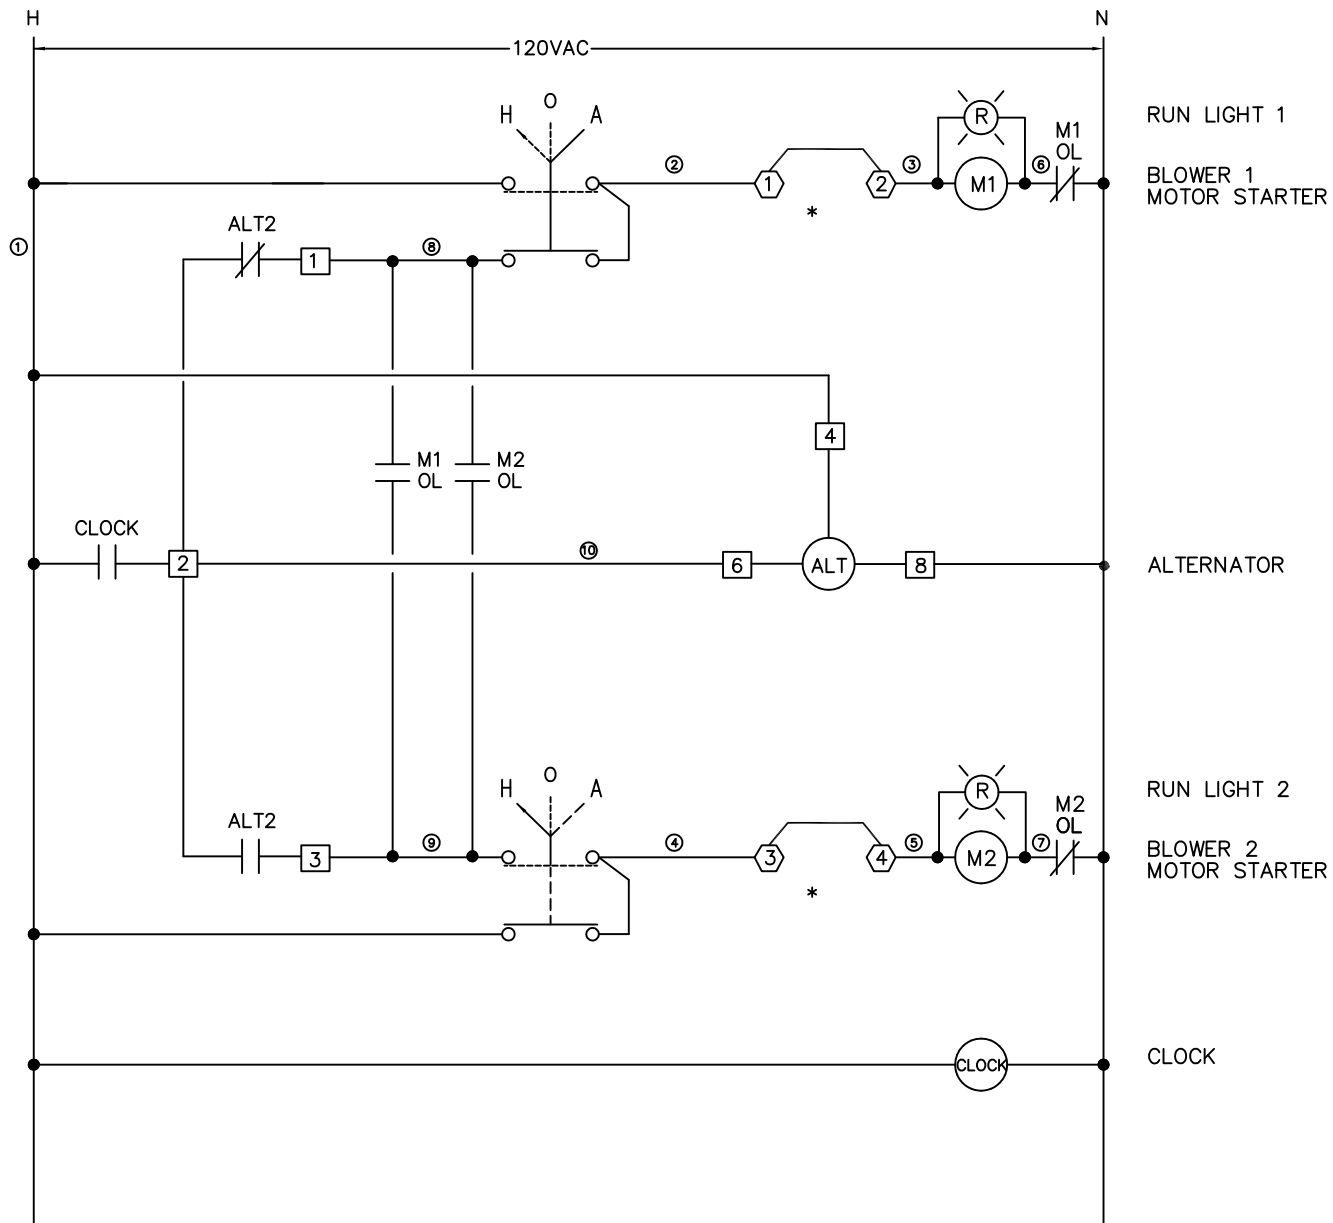 H N
120VAC
H O A
② ③ R RUN LIGHT 1
M1
OL
⑥
1 2 M1 BLOWER 1
MOTOR STARTER
*
ALT2
① 1 ⑧
4
M1 M2
OL OL
CLOCK
2 ⑩ 6 ALT 8 ALTERNATOR
H O A
R RUN LIGHT 2
M2
OL
ALT2
3 ⑨ ④ 3 4 ⑤ M2 ⑦ BLOWER 2
MOTOR STARTER
*
CLOCK CLOCK